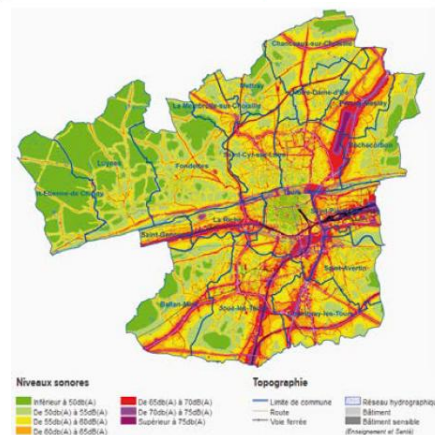 Chanceaux-sur-Choisille
Mettray
Notre-Dame-d'Oé
La Membrolle-sur-Choisille
Parçay-Meslay
Rochecorbon
Saint-Cyr-sur-Loire
Luynes
Fondettes
Saint-Etienne-de-Chigny
La Riche
Saint-Genouph
Saint-Avertin
Ballan-Miré
Joué-lès-Tours
Chambray-lès-Tours
Niveaux sonores
Inférieur à 50db(A)
De 50db(A) à 55dB(A)
De 55db(A) à 60dB(A)
De 60db(A) à 65dB(A)
De 65db(A) à 70dB(A)
De 70db(A) à 75dB(A)
Supérieur à 75db(A)
Topographie
Limite de commune
Route
Voie ferrée
Réseau hydrographiq
Bâtiment
Bâtiment sensible
(Enseignement et Santé)